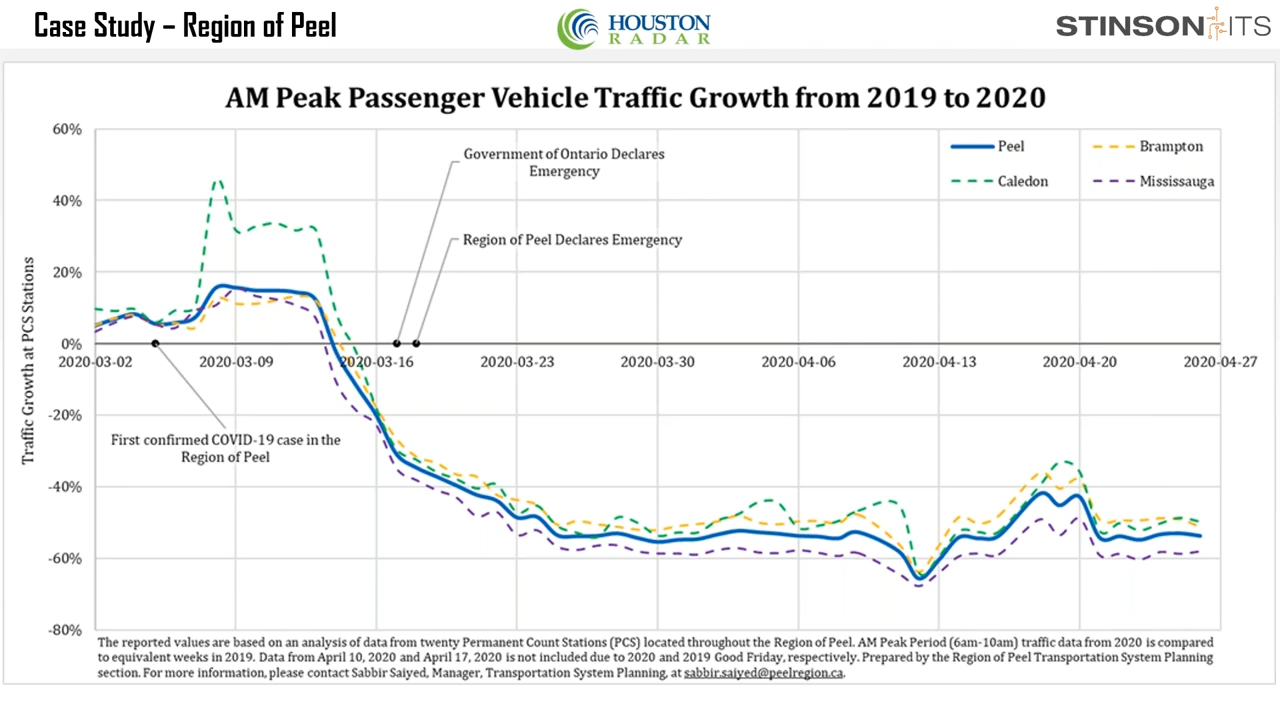 Case Study – Region of Peel
HOUSTON
RADAR
STINSON ITS
AM Peak Passenger Vehicle Traffic Growth from 2019 to 2020
Traffic Growth at PCS Stations
60%
40%
20%
0%
-20%
-40%
-60%
-80%
Government of Ontario Declares
Emergency
Region of Peel Declares Emergency
Peel
Brampton
Caledon
Mississauga
2020-03-02
2020-03-09
2020-03-16
2020-03-23
2020-03-30
2020-04-06
2020-04-13
2020-04-20
2020-04-27
First confirmed COVID-19 case in the
Region of Peel
The reported values are based on an analysis of data from twenty Permanent Count Stations (PCS) located throughout the Region of Peel. AM Peak Period (6am-10am) traffic data from 2020 is compared
to equivalent weeks in 2019. Data from April 10, 2020 and April 17, 2020 is not included due to 2020 and 2019 Good Friday, respectively. Prepared by the Region of Peel Transportation System Planning
section. For more information, please contact Sabbir Saiyed, Manager, Transportation System Planning, at sabbir.saiyed@peelregion.ca.